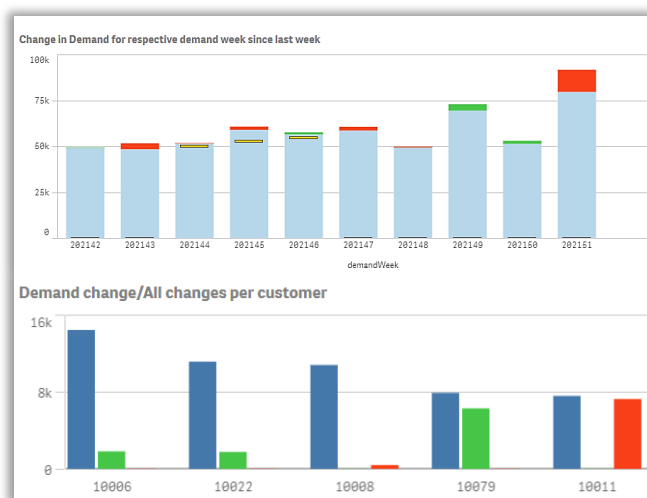 Change in Demand for respective demand week since last week
100k
75k
50k
25k
0
202142 202143 202144 202145 202146 202147 202148 202149 202150 202151
demandWeek
Demand change/All changes per customer
16k
8k
0
10006 10022 10008 10079 10011